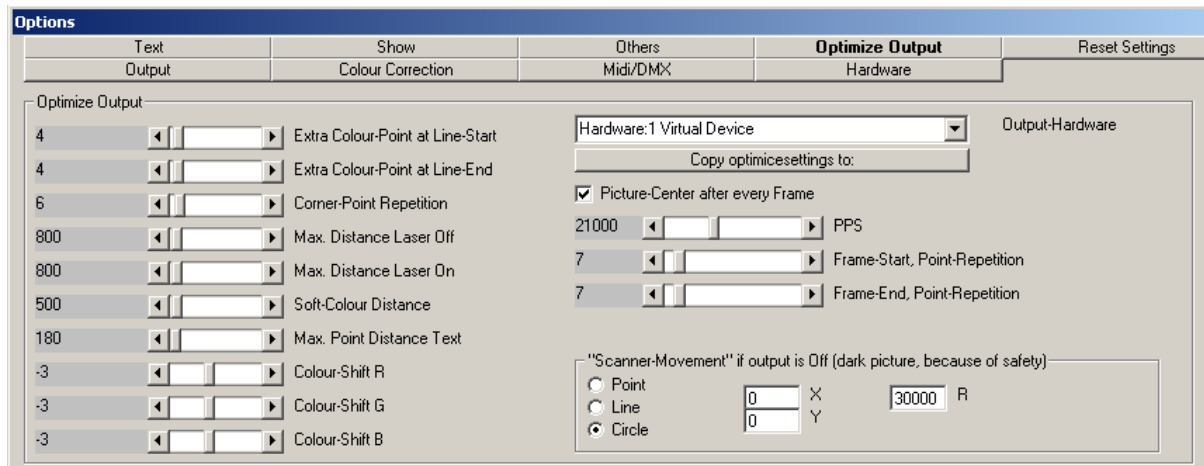 Options
Text Show Others Optimize Output Reset Settings
Output Colour Correction Midi/DMX Hardware
Optimize Output
4 Extra Colour-Point at Line-Start
4 Extra Colour-Point at Line-End
6 Corner-Point Repetition
800 Max. Distance Laser Off
800 Max. Distance Laser On
500 Soft-Colour Distance
180 Max. Point Distance Text
-3 Colour-Shift R
-3 Colour-Shift G
-3 Colour-Shift B
Hardware:1 Virtual Device Output-Hardware
Copy optimicesettings to:
Picture-Center after every Frame
21000 PPS
7 Frame-Start, Point-Repetition
7 Frame-End, Point-Repetition
"Scanner-Movement" if output is Off (dark picture, because of safety)
Point
Line
Circle
0 X 30000 R
0 Y